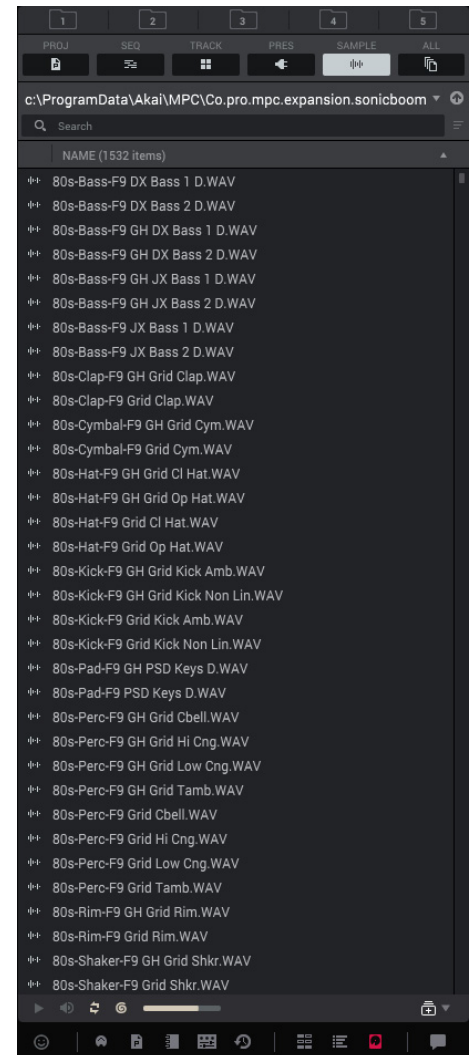 1 2 3 4 5
PROJ SEQ TRACK PRES SAMPLE ALL
c:\ProgramData\Akai\MPC\Co.pro.mpc.expansion.sonicboom
Search
NAME (1532 items)
80s-Bass-F9 DX Bass 1 D.WAV
80s-Bass-F9 DX Bass 2 D.WAV
80s-Bass-F9 GH DX Bass 1 D.WAV
80s-Bass-F9 GH DX Bass 2 D.WAV
80s-Bass-F9 GH JX Bass 1 D.WAV
80s-Bass-F9 GH JX Bass 2 D.WAV
80s-Bass-F9 JX Bass 1 D.WAV
80s-Bass-F9 JX Bass 2 D.WAV
80s-Clap-F9 GH Grid Clap.WAV
80s-Clap-F9 Grid Clap.WAV
80s-Cymbal-F9 GH Grid Cym.WAV
80s-Cymbal-F9 Grid Cym.WAV
80s-Hat-F9 GH Grid Cl Hat.WAV
80s-Hat-F9 GH Grid Op Hat.WAV
80s-Hat-F9 Grid Cl Hat.WAV
80s-Hat-F9 Grid Op Hat.WAV
80s-Kick-F9 GH Grid Kick Amb.WAV
80s-Kick-F9 GH Grid Kick Non Lin.WAV
80s-Kick-F9 Grid Kick Amb.WAV
80s-Kick-F9 Grid Kick Non Lin.WAV
80s-Pad-F9 GH PSD Keys D.WAV
80s-Pad-F9 PSD Keys D.WAV
80s-Perc-F9 GH Grid Cbell.WAV
80s-Perc-F9 GH Grid Hi Cng.WAV
80s-Perc-F9 GH Grid Low Cng.WAV
80s-Perc-F9 GH Grid Tamb.WAV
80s-Perc-F9 Grid Cbell.WAV
80s-Perc-F9 Grid Hi Cng.WAV
80s-Perc-F9 Grid Low Cng.WAV
80s-Perc-F9 Grid Tamb.WAV
80s-Rim-F9 GH Grid Rim.WAV
80s-Rim-F9 Grid Rim.WAV
80s-Shaker-F9 GH Grid Shkr.WAV
80s-Shaker-F9 Grid Shkr.WAV